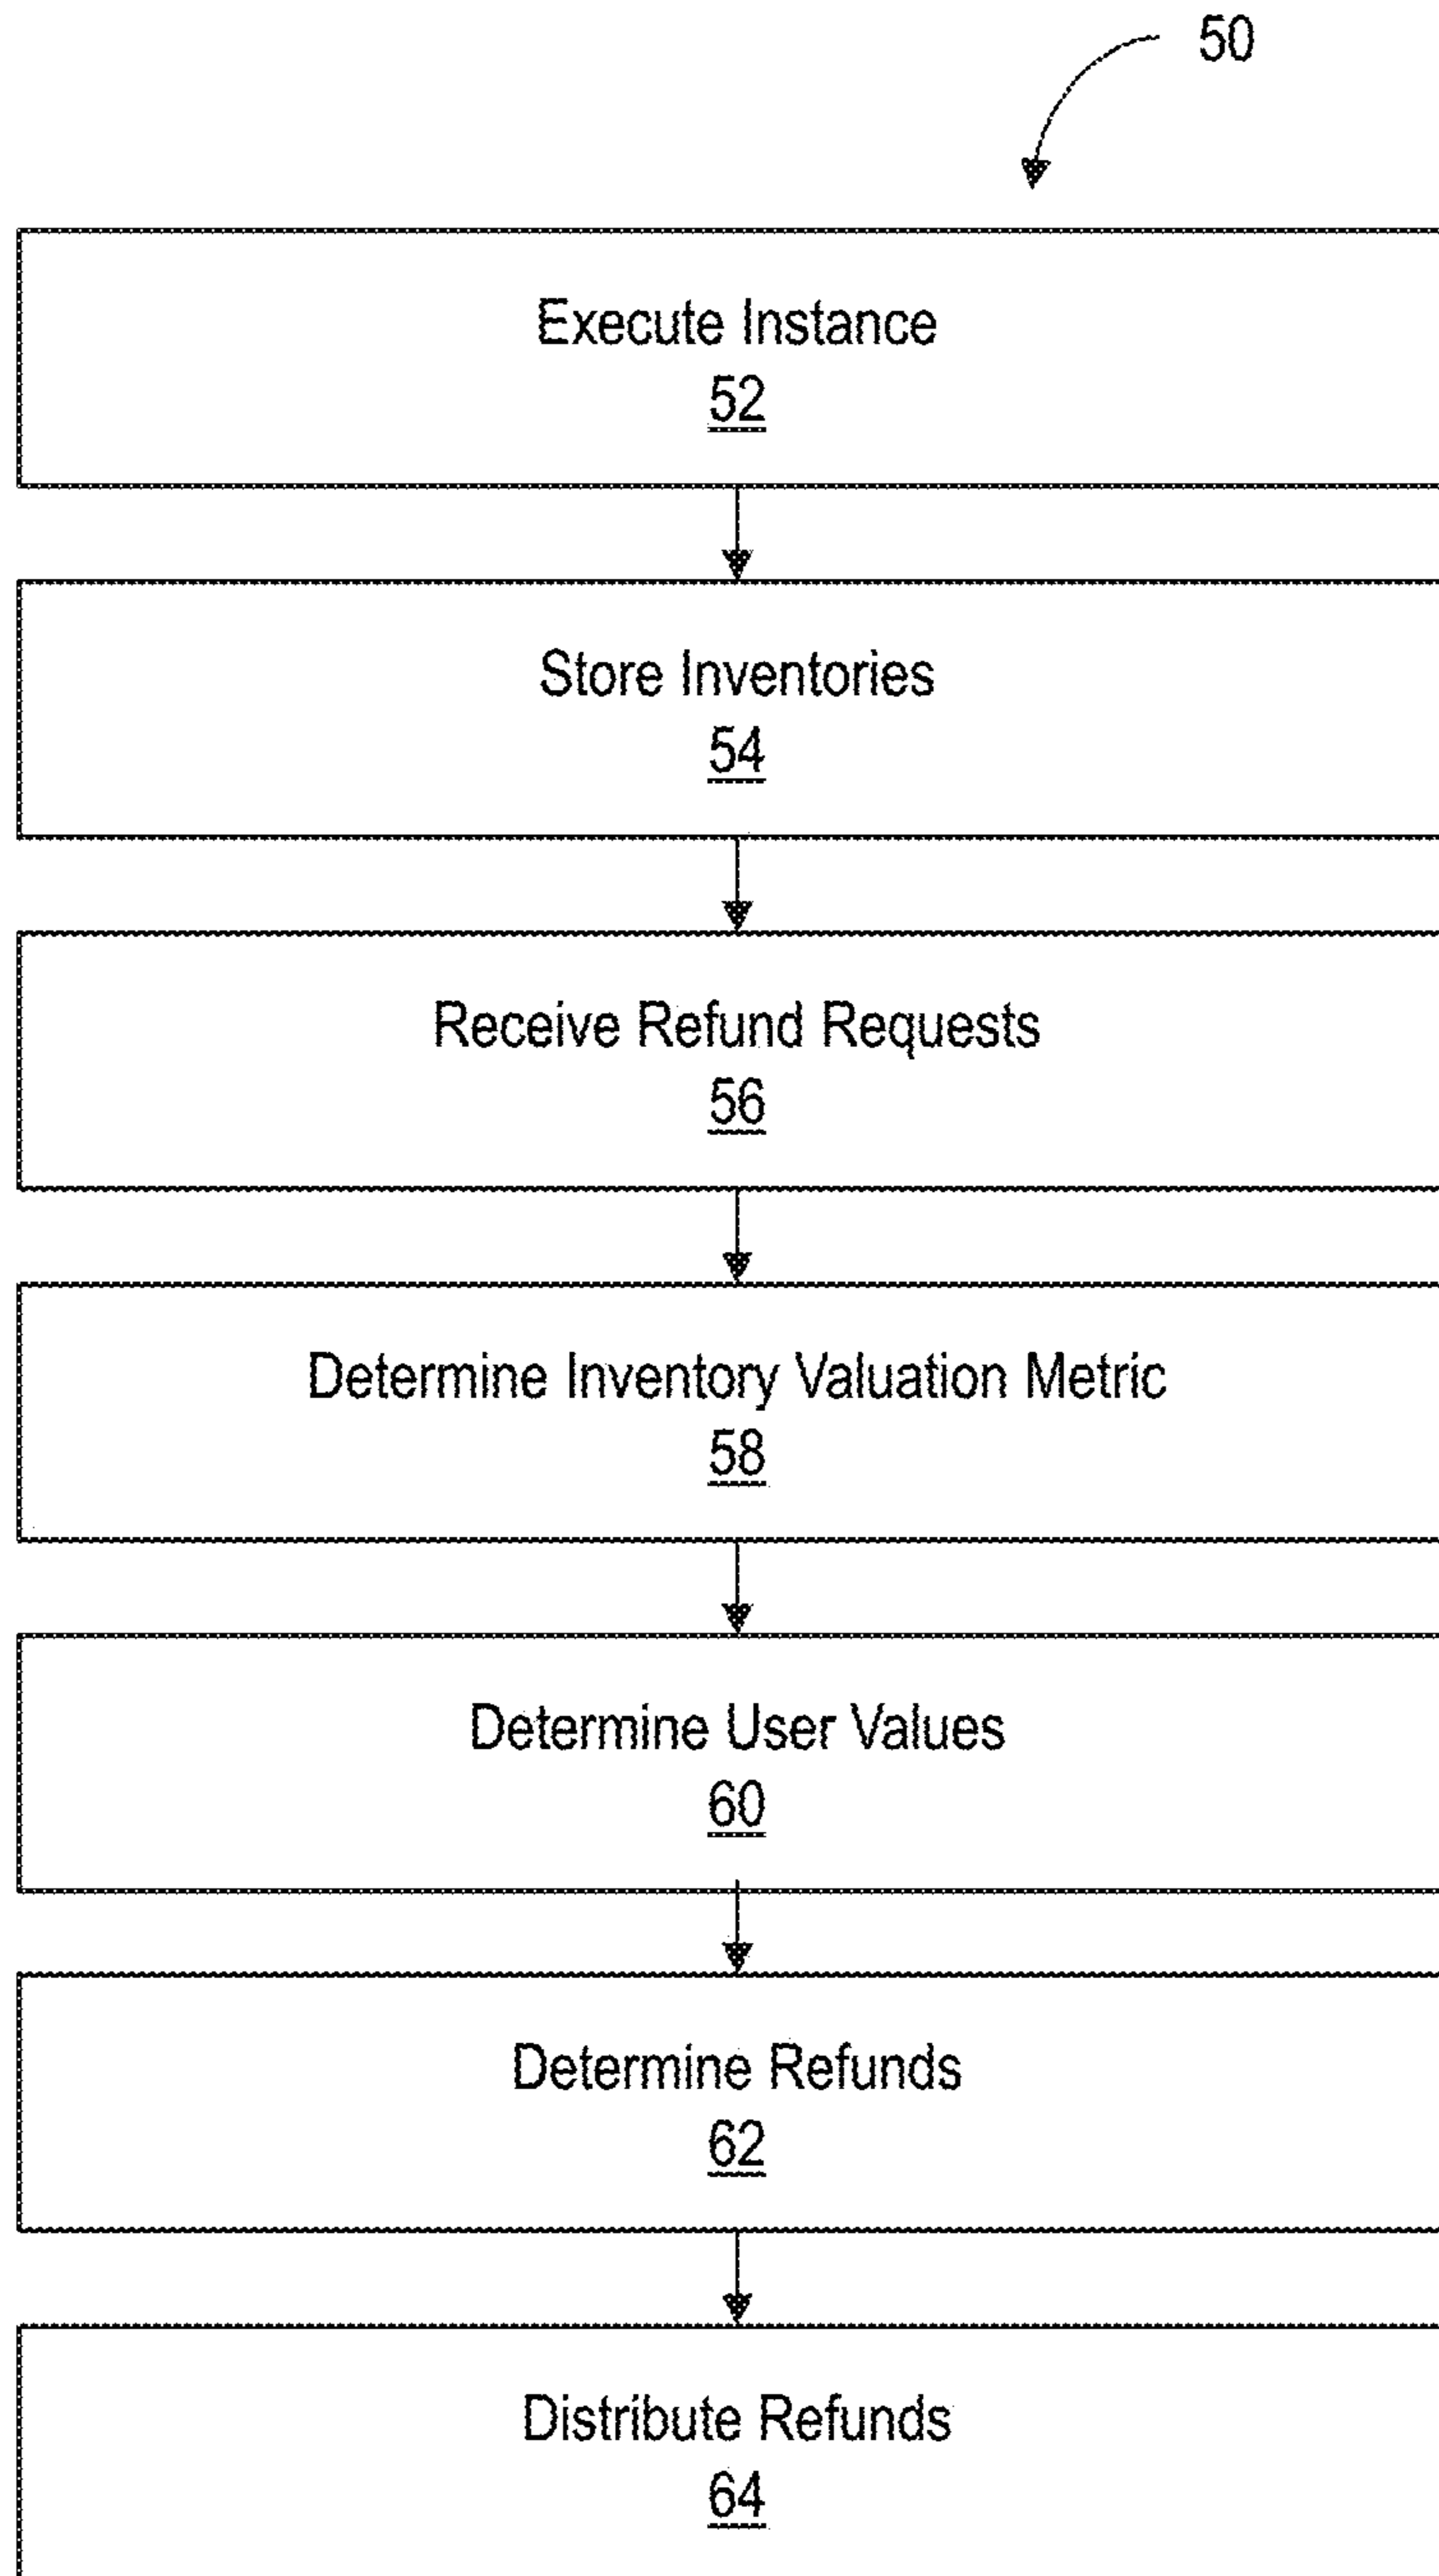 50
Execute Instance
52
Store Inventories
54
Receive Refund Requests
56
Determine Inventory Valuation Metric
58
Determine User Values
60
Determine Refunds
62
Distribute Refunds
64